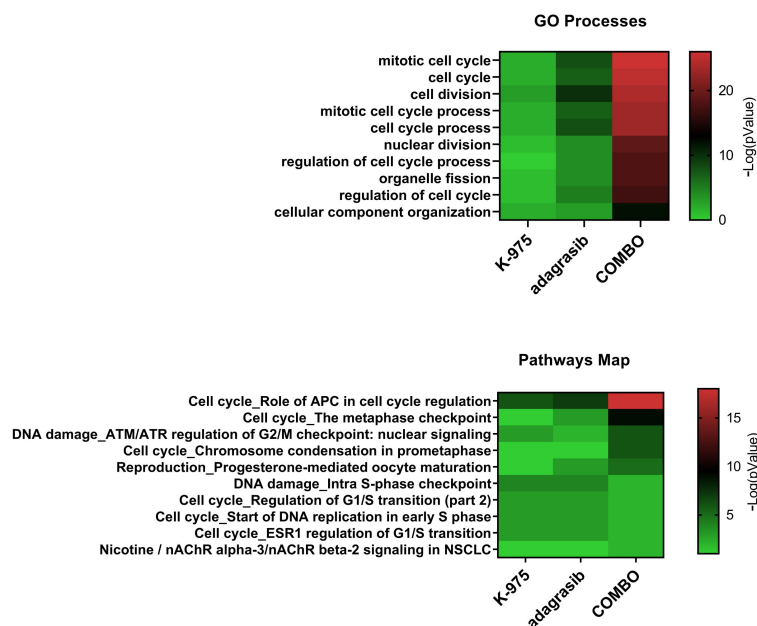 GO Processes
mitotic cell cycle
cell cycle
cell division
mitotic cell cycle process
cell cycle process
nuclear division
regulation of cell cycle process
organelle fission
regulation of cell cycle
cellular component organization
K-975
adagrasib
COMBO
20
10
0
-Log(pValue)
Pathways Map
Cell cycle_Role of APC in cell cycle regulation
Cell cycle_The metaphase checkpoint
DNA damage_ATM/ATR regulation of G2/M checkpoint: nuclear signaling
Cell cycle_Chromosome condensation in prometaphase
Reproduction_Progesterone-mediated oocyte maturation
DNA damage_Intra S-phase checkpoint
Cell cycle_Regulation of G1/S transition (part 2)
Cell cycle_Start of DNA replication in early S phase
Cell cycle_ESR1 regulation of G1/S transition
Nicotine / nAChR alpha-3/nAChR beta-2 signaling in NSCLC
K-975
adagrasib
COMBO
15
10
5
-Log(pValue)